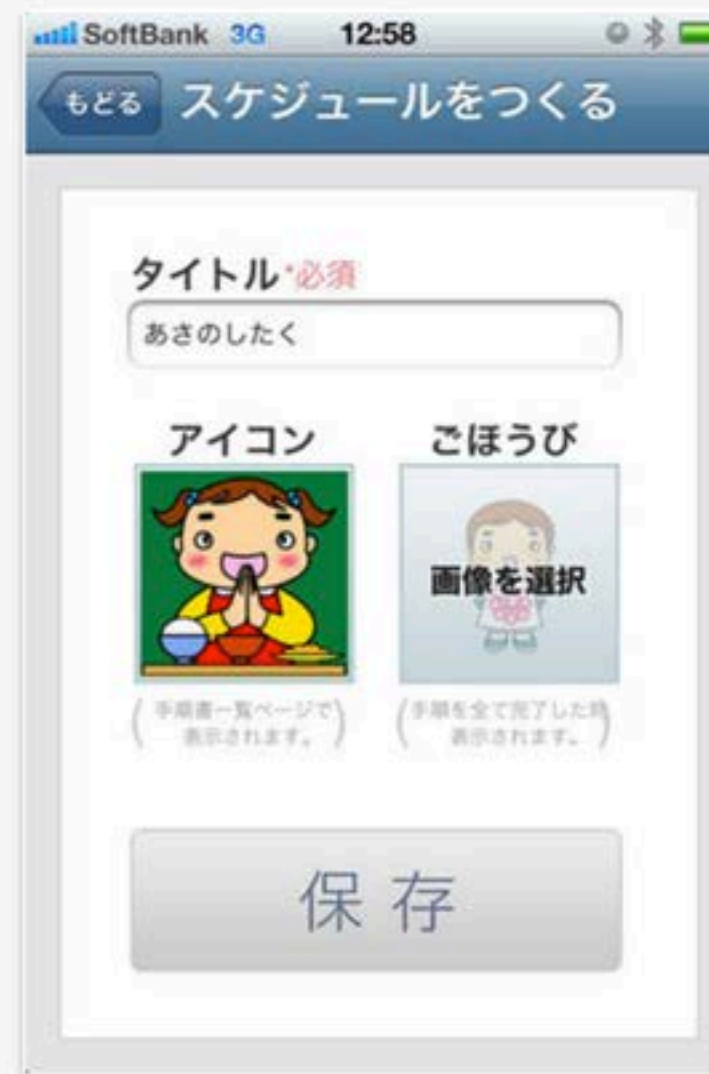 SoftBank 3G 12:58
もどる スケジュールをつくる
タイトル *必須
あさのしたく
アイコン ごほうび
画像を選択
(手順書一覧ページで
表示されます。)
(手順を全て完了した時
表示されます。)
保存